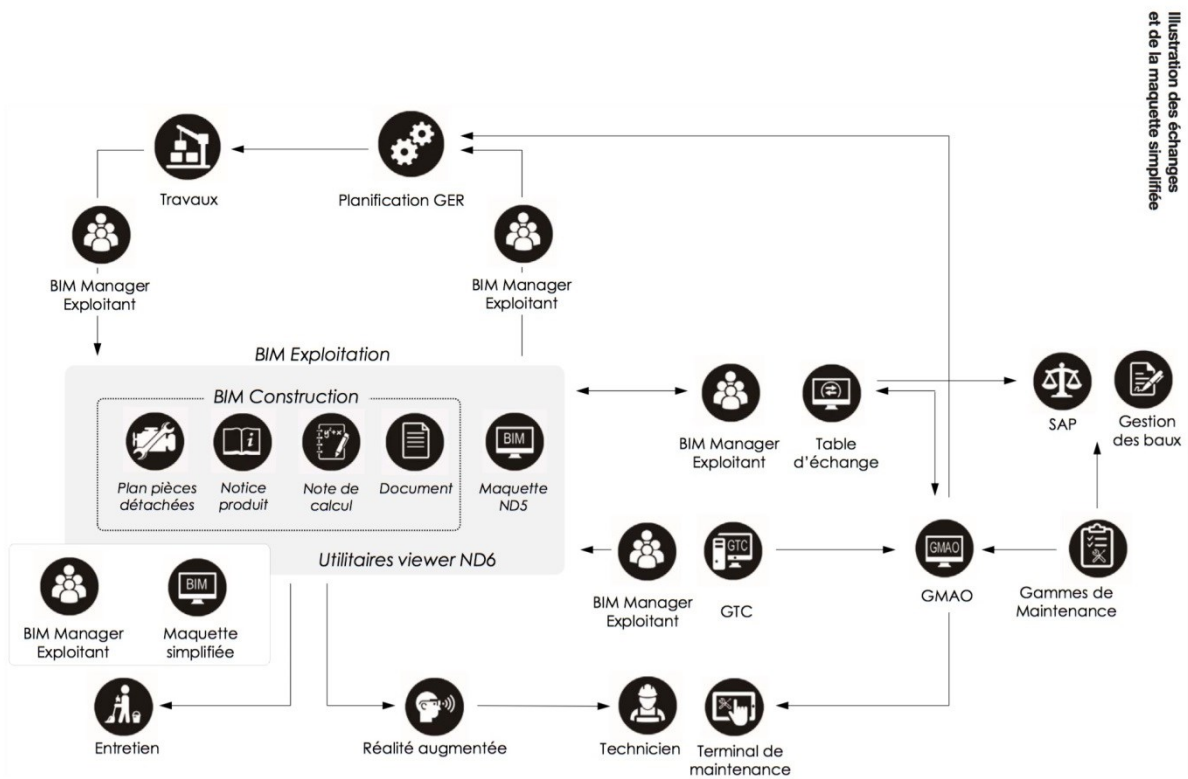 Illustration des échanges
et de la maquette simplifiée
Travaux
Planification GER
BIM Manager
Exploitant
BIM Manager
Exploitant
BIM Exploitation
BIM Construction
BIM
Plan pièces
détachées
Notice
produit
Note de
calcul
Document
Maquette
ND5
Utilitaires viewer ND6
BIM Manager
Exploitant
Table
d'échange
SAP
Gestion
des baux
BIM
BIM Manager
Exploitant
Maquette
simplifiée
GTC
BIM Manager
Exploitant
GTC
GMAO
GMAO
Gammes de
Maintenance
Entretien
Réalité augmentée
Technicien
Terminal de
maintenance